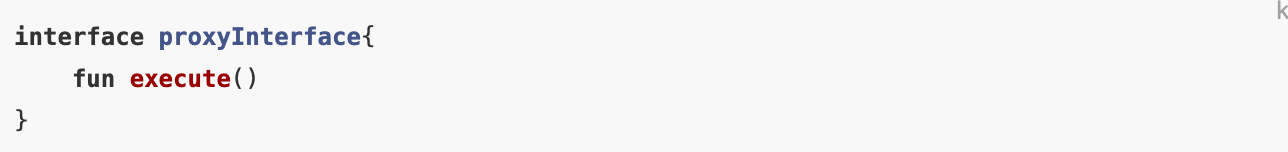 interface proxyInterface{
    fun execute()
}